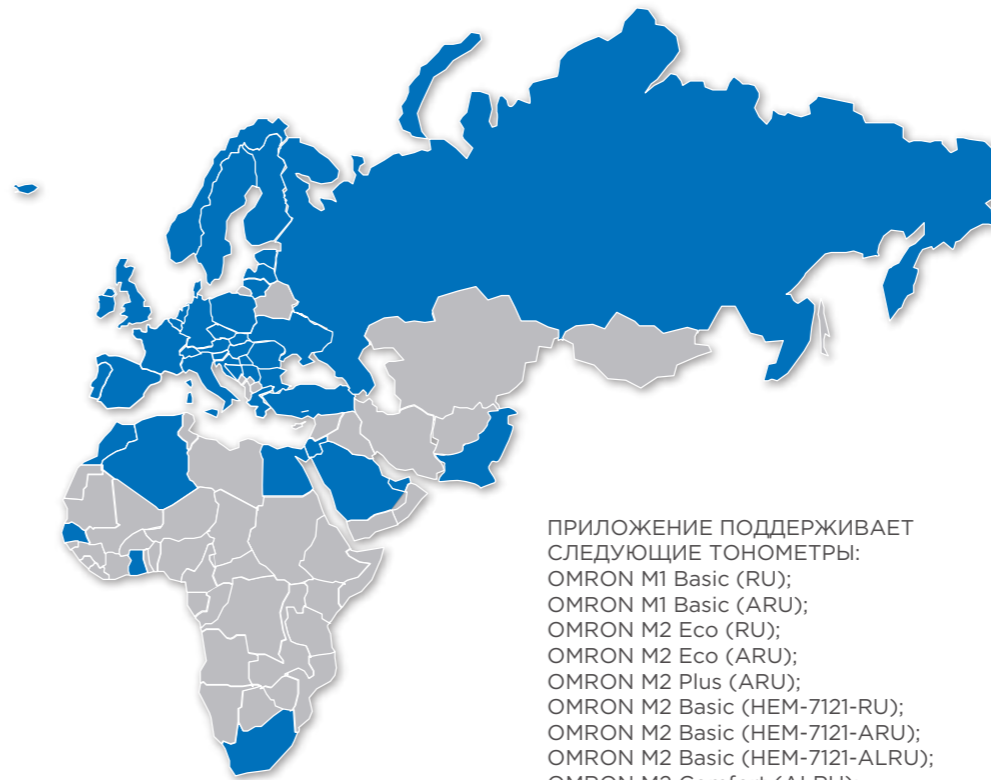 ПРИЛОЖЕНИЕ ПОДДЕРЖИВАЕТ
СЛЕДУЮЩИЕ ТОНОМЕТРЫ:
OMRON M1 Basic (RU);
OMRON M1 Basic (ARU);
OMRON M2 Eco (RU);
OMRON M2 Eco (ARU);
OMRON M2 Plus (ARU);
OMRON M2 Basic (HEM-7121-RU);
OMRON M2 Basic (HEM-7121-ARU);
OMRON M2 Basic (HEM-7121-ALRU);